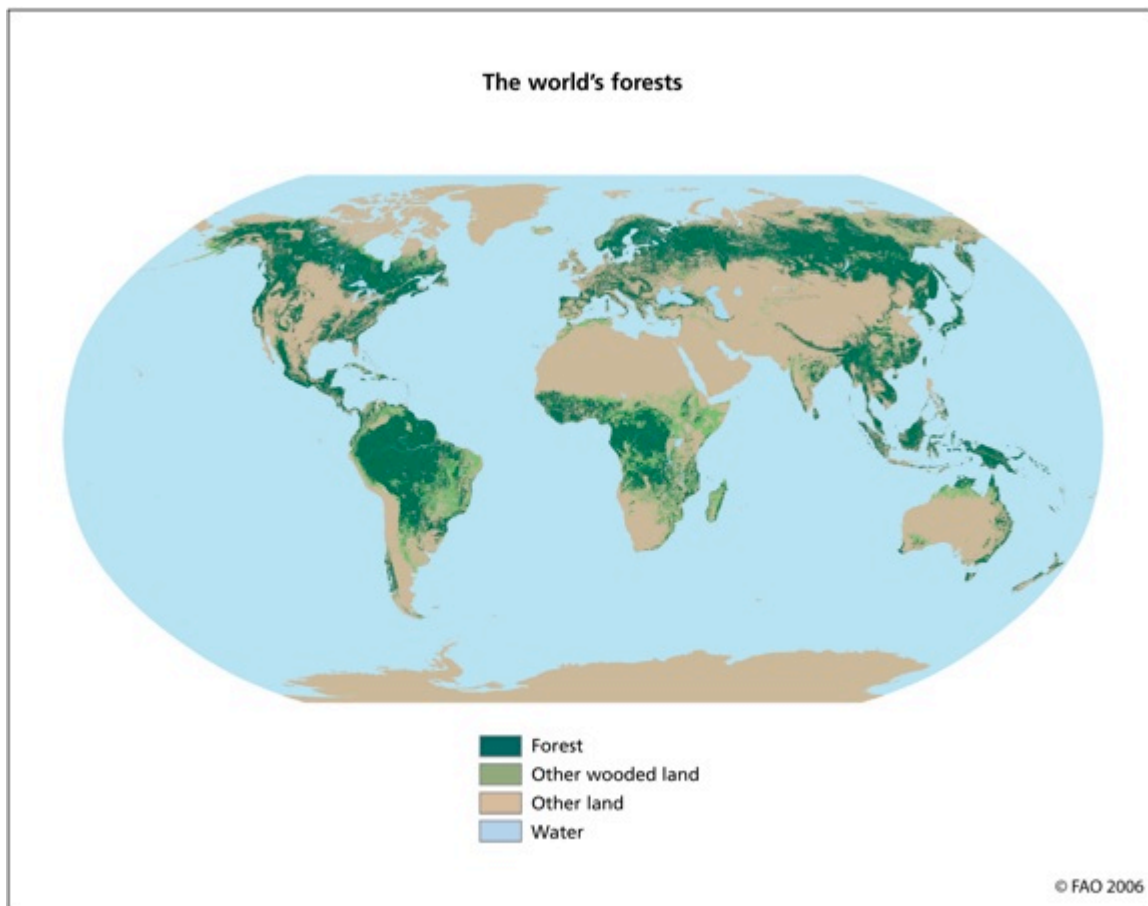 The world's forests
Forest
Other wooded land
Other land
Water
© FAO 2006